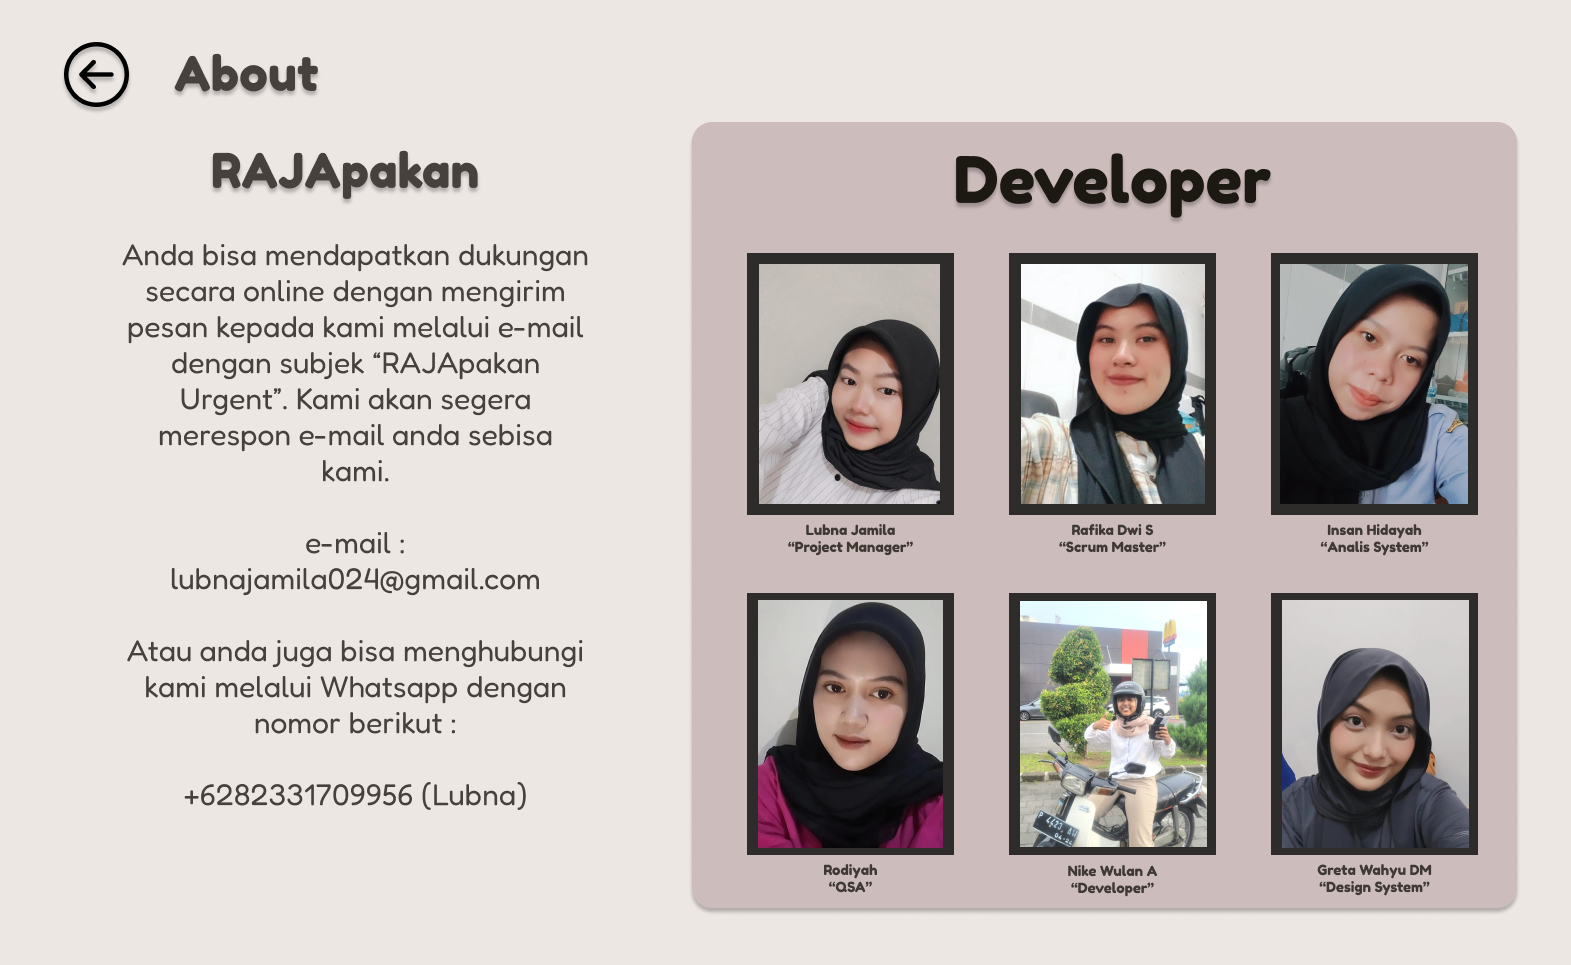 About
RAJApakan
Anda bisa mendapatkan dukungan
secara online dengan mengirim
pesan kepada kami melalui e-mail
dengan subjek “RAJApakan
Urgent”. Kami akan segera
merespon e-mail anda sebisa
kami.
e-mail :
lubnajamila024@gmail.com
Atau anda juga bisa menghubungi
kami melalui Whatsapp dengan
nomor berikut :
+6282331709956 (Lubna)
Developer
Lubna Jamila
“Project Manager”
Rafika Dwi S
“Scrum Master”
Insan Hidayah
“Analis System”
Rodiyah
“QSA”
Nike Wulan A
“Developer”
Greta Wahyu DM
“Design System”